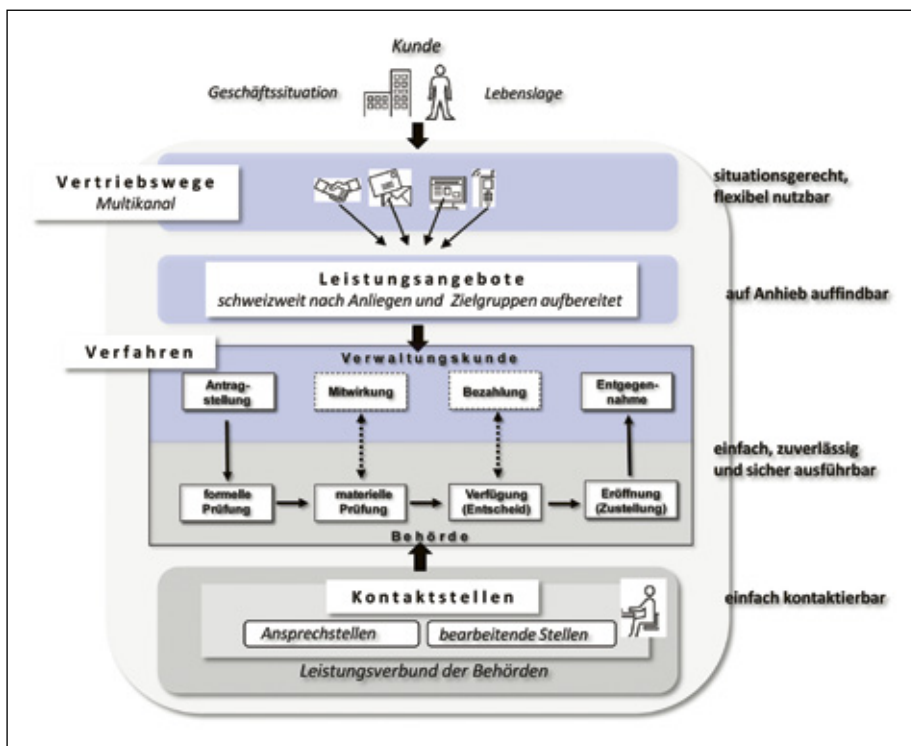 Kunde
Geschäftssituation
Lebenslage
Vertriebswege
Multikanal
situationsgerecht,
flexibel nutzbar
Leistungsangebote
schweizweit nach Anliegen und Zielgruppen aufbereitet
auf Anhieb auffindbar
Verfahren
Verwaltungskunde
Antrag-
stellung
Mitwirkung
Bezahlung
Entgegen-
nahme
einfach, zuverlässig
und sicher ausführbar
formelle
Prüfung
materielle
Prüfung
Verfügung
(Entscheid)
Eröffnung
(Zustellung)
Behörde
Kontaktstellen
einfach kontaktierbar
Ansprechstellen
bearbeitende Stellen
Leistungsverbund der Behörden